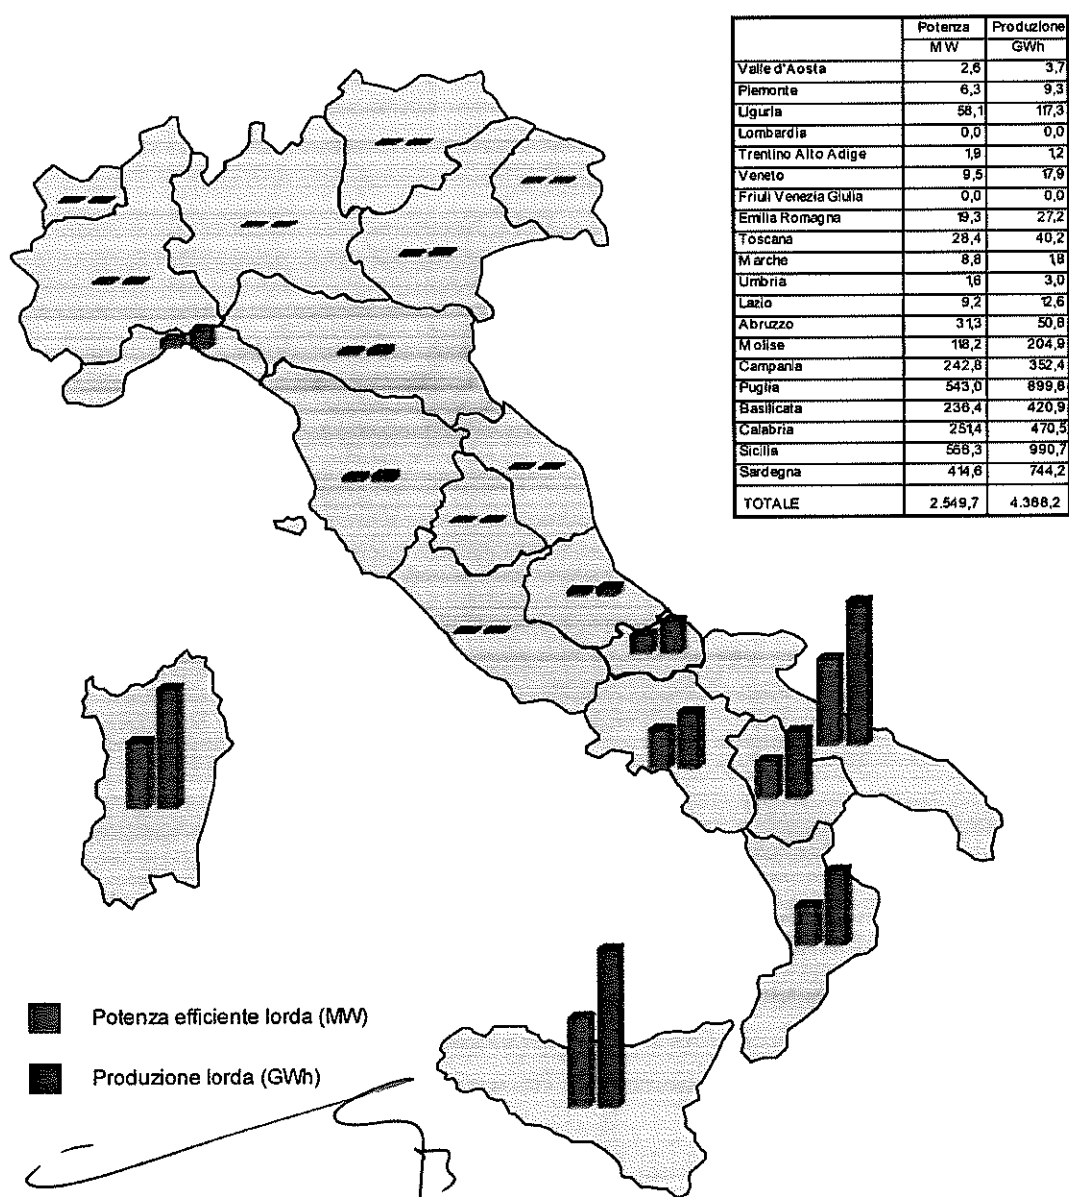 Potenza Produzione
MW GWh
Valle d'Aosta 2,6 3,7
Piemonte 6,3 9,3
Liguria 58,1 117,3
Lombardia 0,0 0,0
Trentino Alto Adige 1,9 1,2
Veneto 9,5 17,9
Friuli Venezia Giulia 0,0 0,0
Emilia Romagna 19,3 27,2
Toscana 28,4 40,2
Marche 8,8 1,8
Umbria 1,6 3,0
Lazio 9,2 12,6
Abruzzo 31,3 50,8
Molise 118,2 204,9
Campania 242,8 352,4
Puglia 543,0 899,6
Basilicata 236,4 420,9
Calabria 251,4 470,5
Sicilia 566,3 990,7
Sardegna 414,6 744,2
TOTALE 2.549,7 4.368,2
Potenza efficiente lorda (MW)
Produzione lorda (GWh)